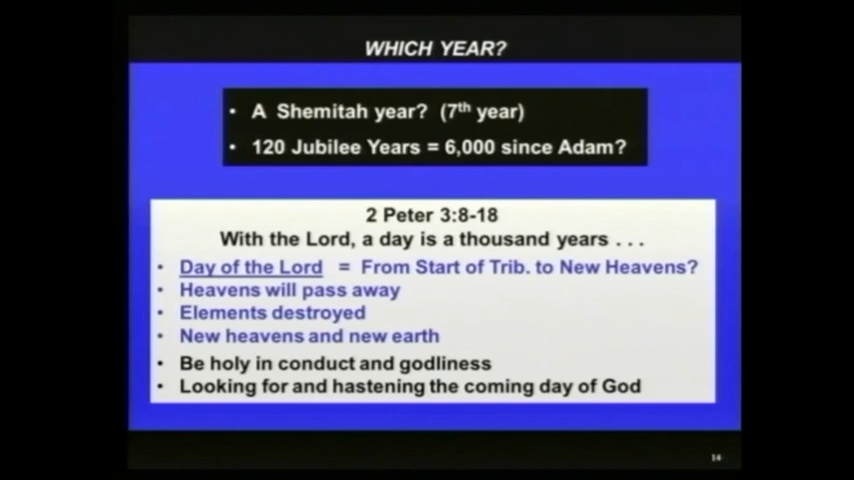 WHICH YEAR?
• A Shemitah year? (7th year)
• 120 Jubilee Years = 6,000 since Adam?
2 Peter 3:8-18
With the Lord, a day is a thousand years . . .
• Day of the Lord = From Start of Trib. to New Heavens?
• Heavens will pass away
• Elements destroyed
• New heavens and new earth
• Be holy in conduct and godliness
• Looking for and hastening the coming day of God
14